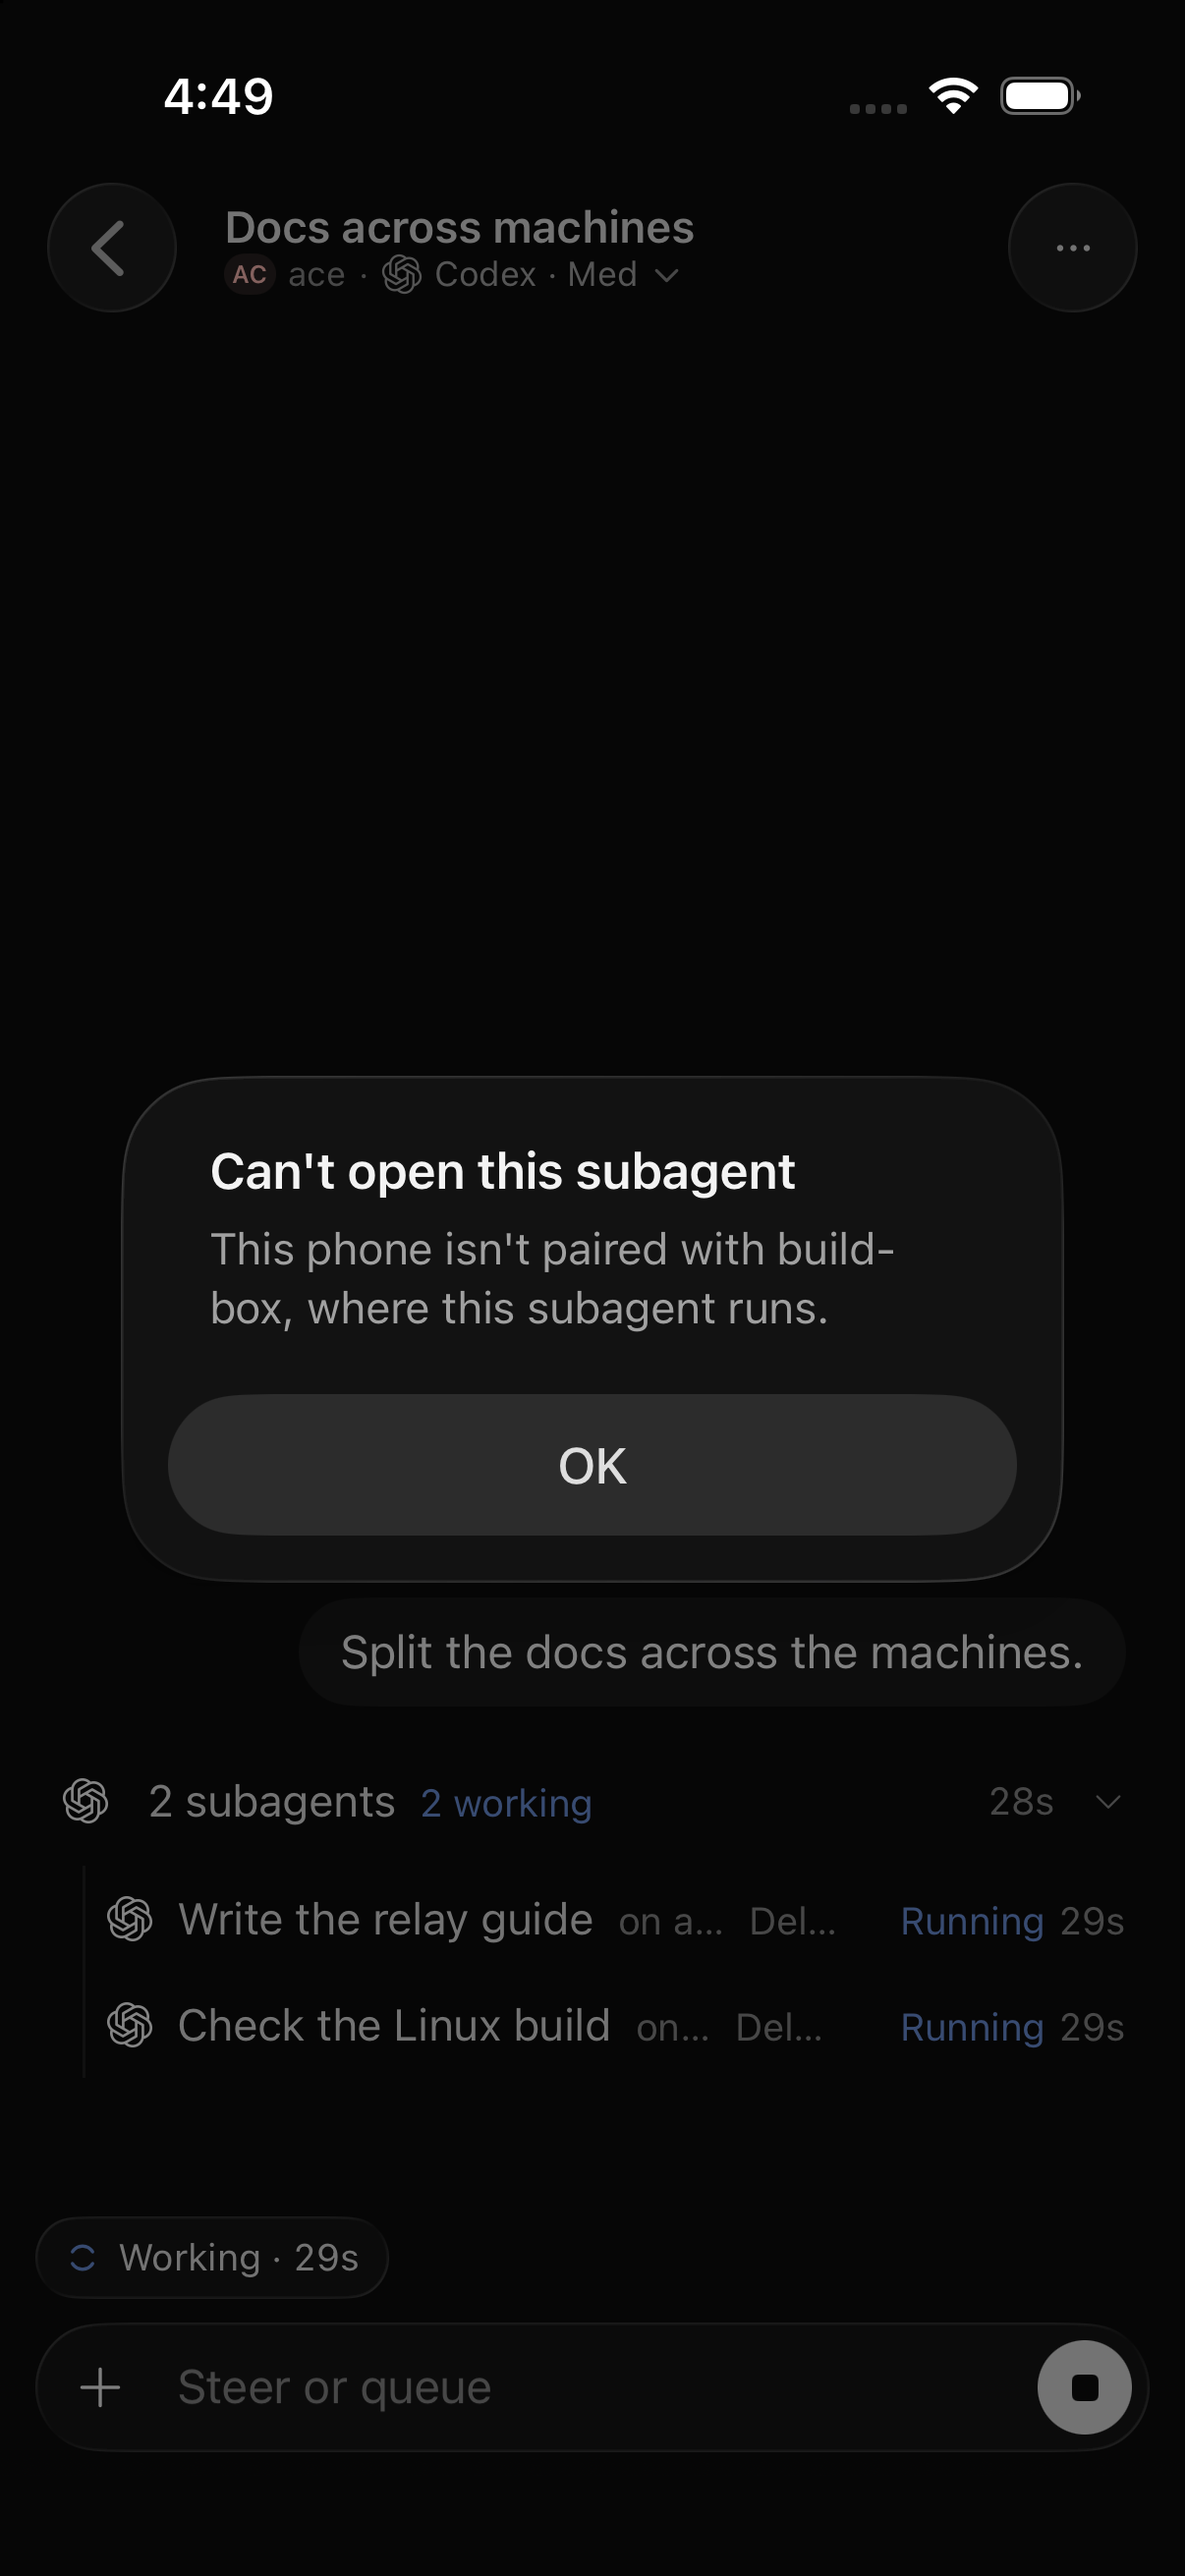 4:49
Docs across machines
AC ace · Codex · Med
Can't open this subagent
This phone isn't paired with build-
box, where this subagent runs.
OK
Split the docs across the machines.
2 subagents 2 working 28s
Write the relay guide on a... Del... Running 29s
Check the Linux build on... Del... Running 29s
Working · 29s
Steer or queue